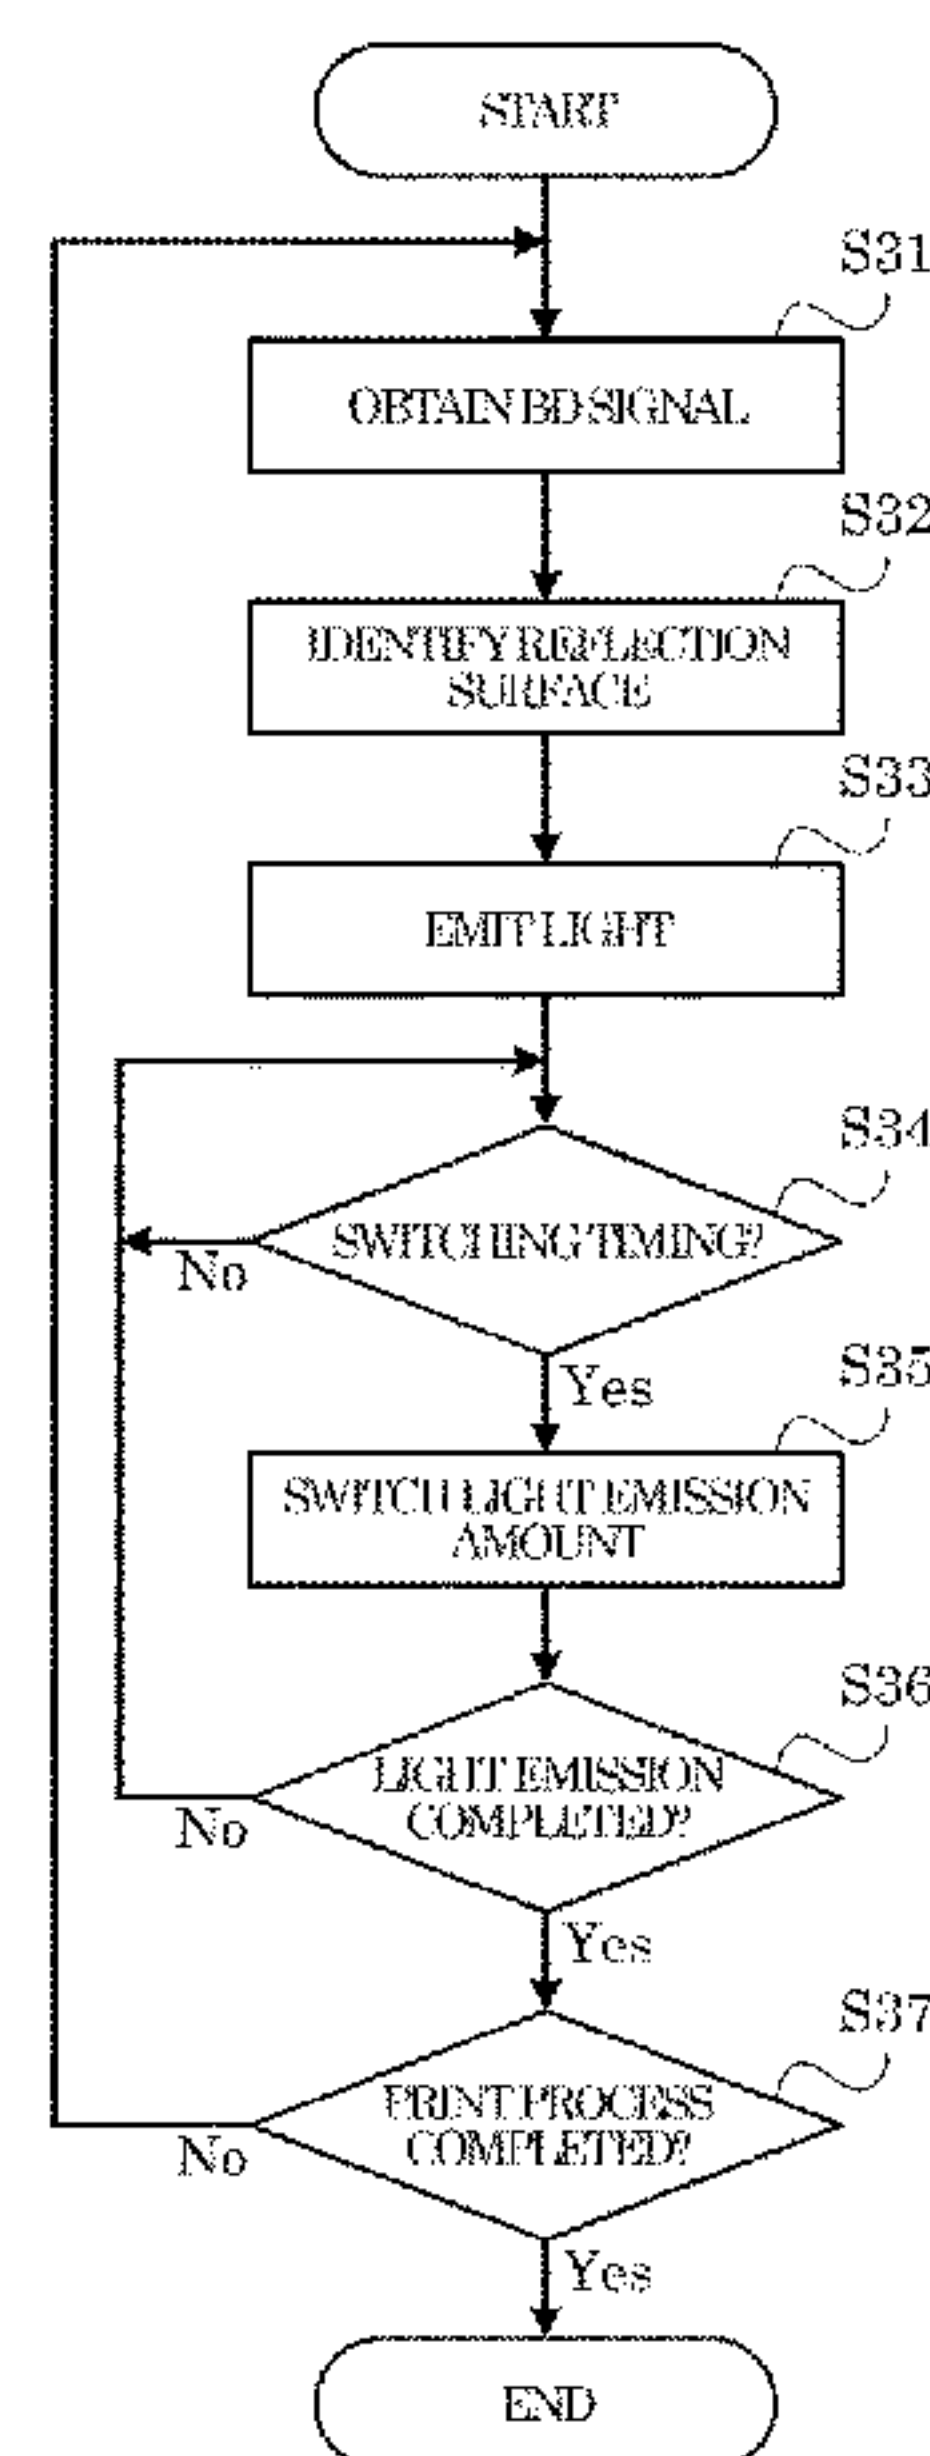 START
S31
OBTAIN BD SIGNAL
S32
IDENTIFY REFLECTION
SURFACE
S33
EMIT LIGHT
S34
SWITCHING TIMING?
No
Yes
S35
SWITCH LIGHT EMISSION
AMOUNT
S36
LIGHT EMISSION
COMPLETED?
No
Yes
S37
PRINT PROCESS
COMPLETED?
No
Yes
END